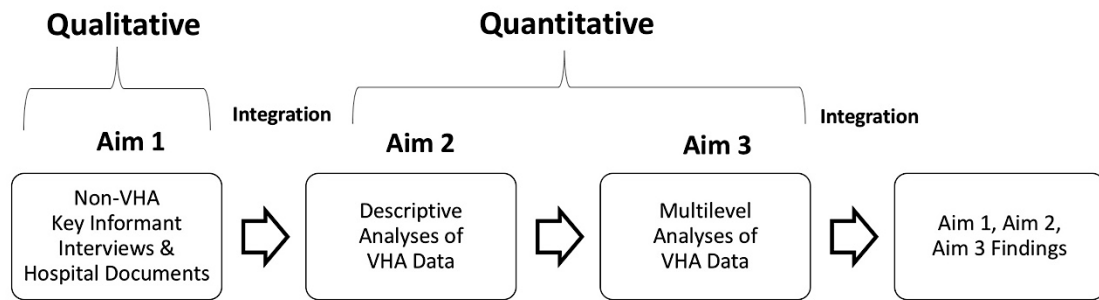 Qualitative
Quantitative
Integration
Integration
Aim 1
Aim 2
Aim 3
Non-VHA
Key Informant
Interviews &
Hospital Documents
Descriptive
Analyses of
VHA Data
Multilevel
Analyses of
VHA Data
Aim 1, Aim 2,
Aim 3 Findings